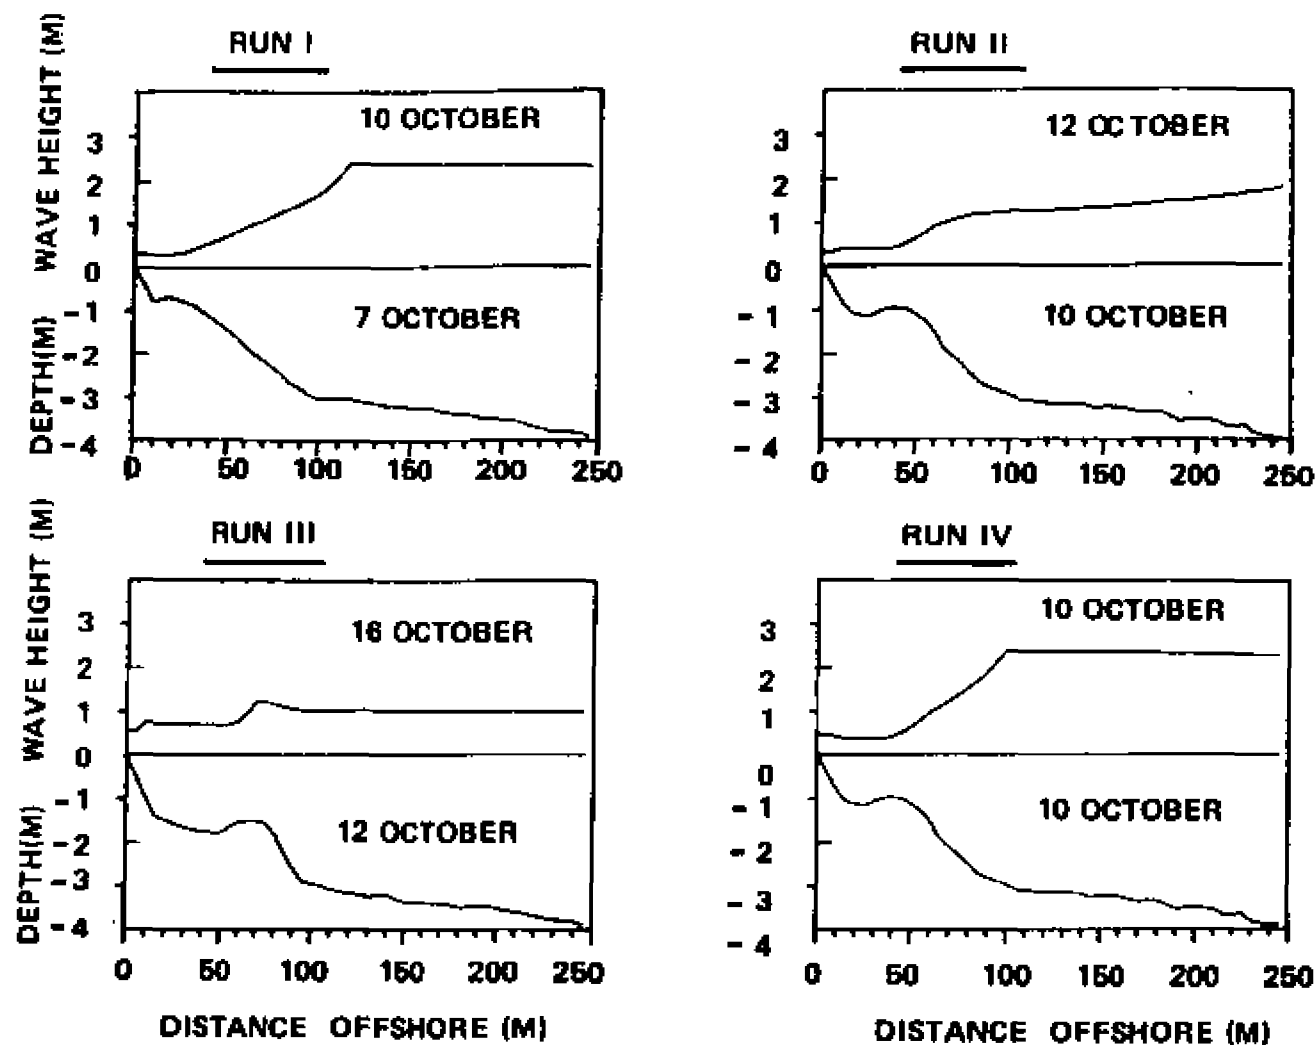 RUN I
WAVE HEIGHT (M)
DEPTH(M)
10 OCTOBER
7 OCTOBER
3
2
1
0
-1
-2
-3
-4
0 50 100 150 200 250
RUN II
12 OCTOBER
10 OCTOBER
3
2
1
0
-1
-2
-3
-4
0 50 100 150 200 250
RUN III
WAVE HEIGHT (M)
DEPTH(M)
16 OCTOBER
12 OCTOBER
3
2
1
0
-1
-2
-3
-4
0 50 100 150 200 250
DISTANCE OFFSHORE (M)
RUN IV
10 OCTOBER
10 OCTOBER
3
2
1
0
-1
-2
-3
-4
0 50 100 150 200 250
DISTANCE OFFSHORE (M)